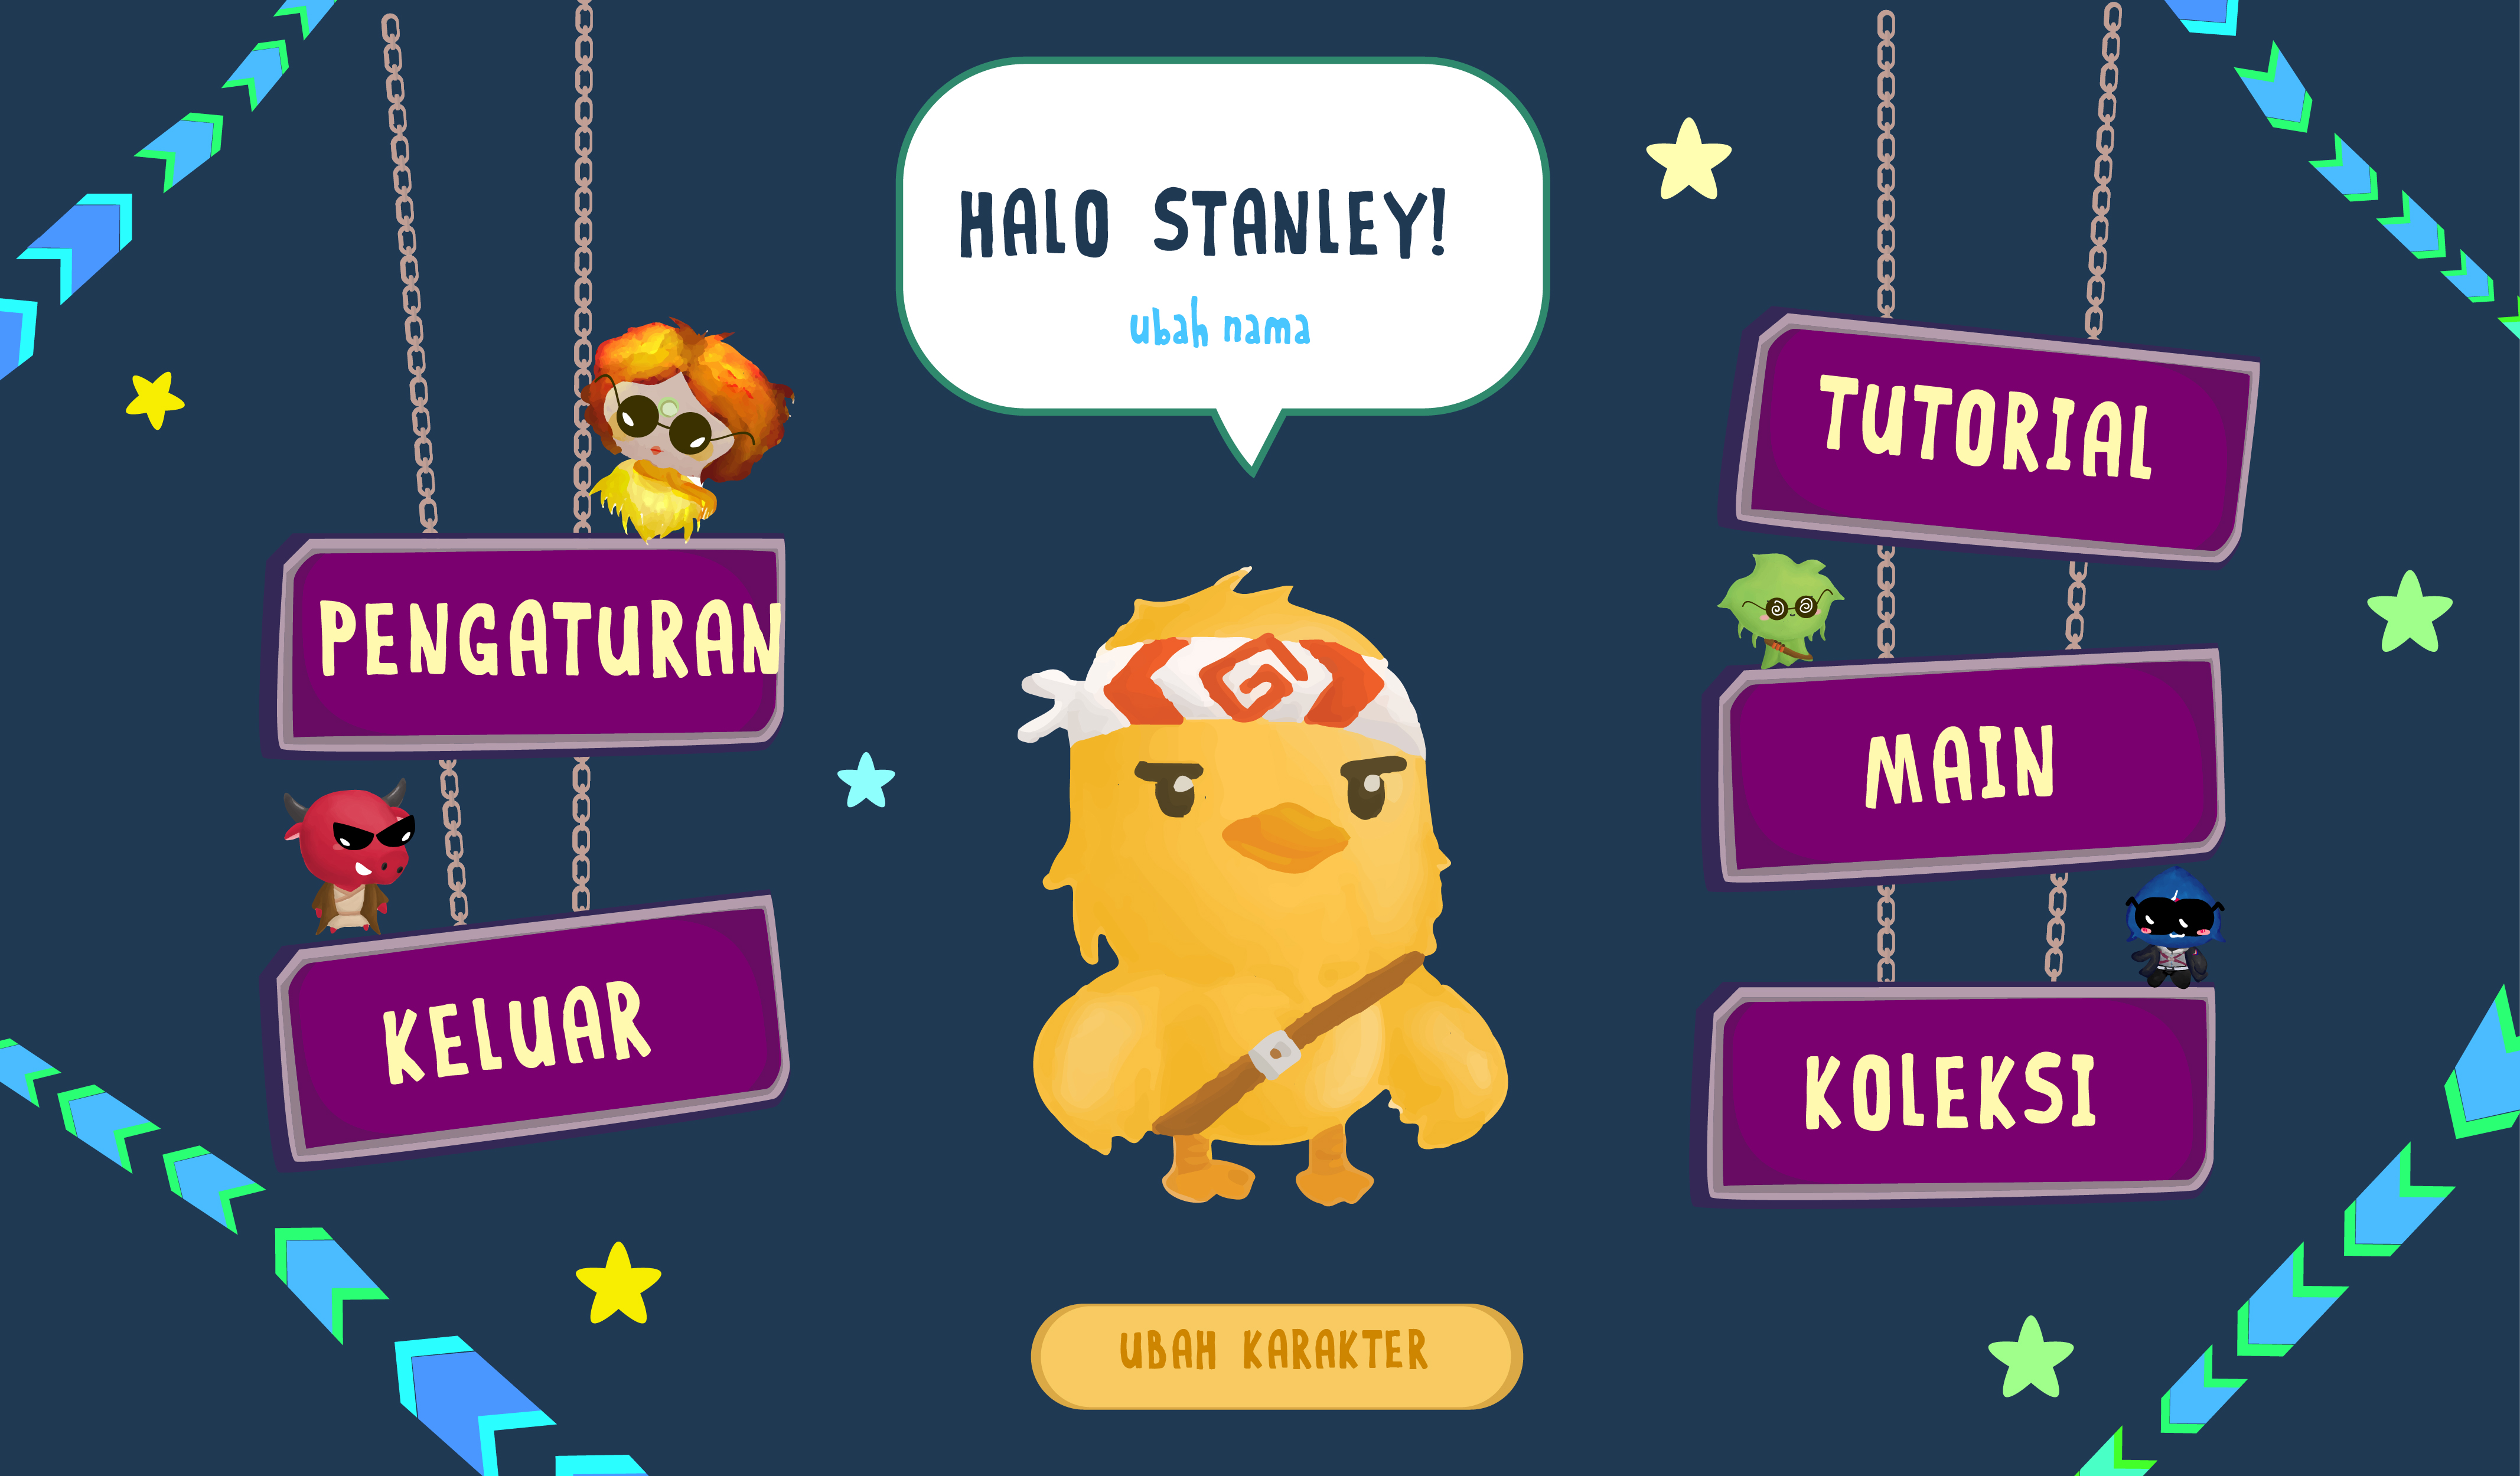 HALO STANLEY!
ubah nama
PENGATURAN
KELUAR
TUTORIAL
MAIN
KOLEKSI
UBAH KARAKTER